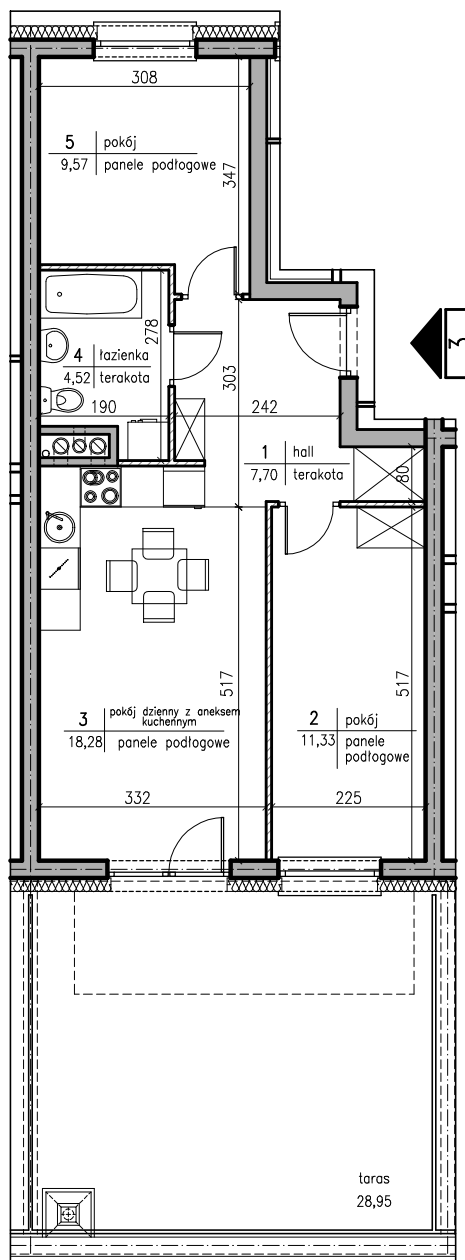 308
5 pokój
9,57 panele podłogowe
347
4 łazienka
4,52 terakota
278
190
303
242
3
1 hall
7,70 terakota
80
3 pokój dzienny z aneksem
kuchennym
18,28 panele podłogowe
517
2 pokój
11,33 panele
podłogowe
517
332
225
taras
28,95